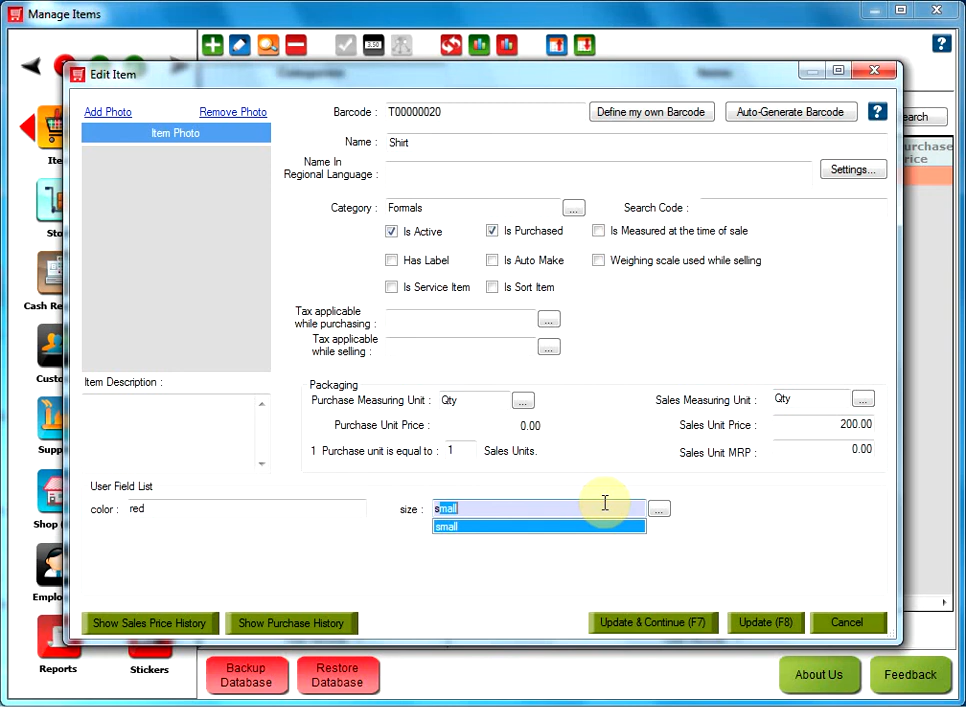 Manage Items
3.50
?
Edit Item
Add Photo
Remove Photo
Item Photo
Barcode :
T00000020
Define my own Barcode
Auto-Generate Barcode
?
Name :
Shirt
Name In
Regional Language :
Settings...
Category :
Formals
...
Search Code :
Is Active
Is Purchased
Is Measured at the time of sale
Has Label
Is Auto Make
Weighing scale used while selling
Is Service Item
Is Sort Item
Tax applicable
while purchasing :
...
Tax applicable
while selling :
...
Item Description :
Packaging
Purchase Measuring Unit :
Qty
...
Sales Measuring Unit :
Qty
...
Purchase Unit Price :
0.00
Sales Unit Price :
200.00
1 Purchase unit is equal to :
1
Sales Units.
Sales Unit MRP :
0.00
User Field List
color :
red
size :
small
...
small
Show Sales Price History
Show Purchase History
Update & Continue (F7)
Update (F8)
Cancel
Cash Re
Reports
Stickers
Backup
Database
Restore
Database
About Us
Feedback